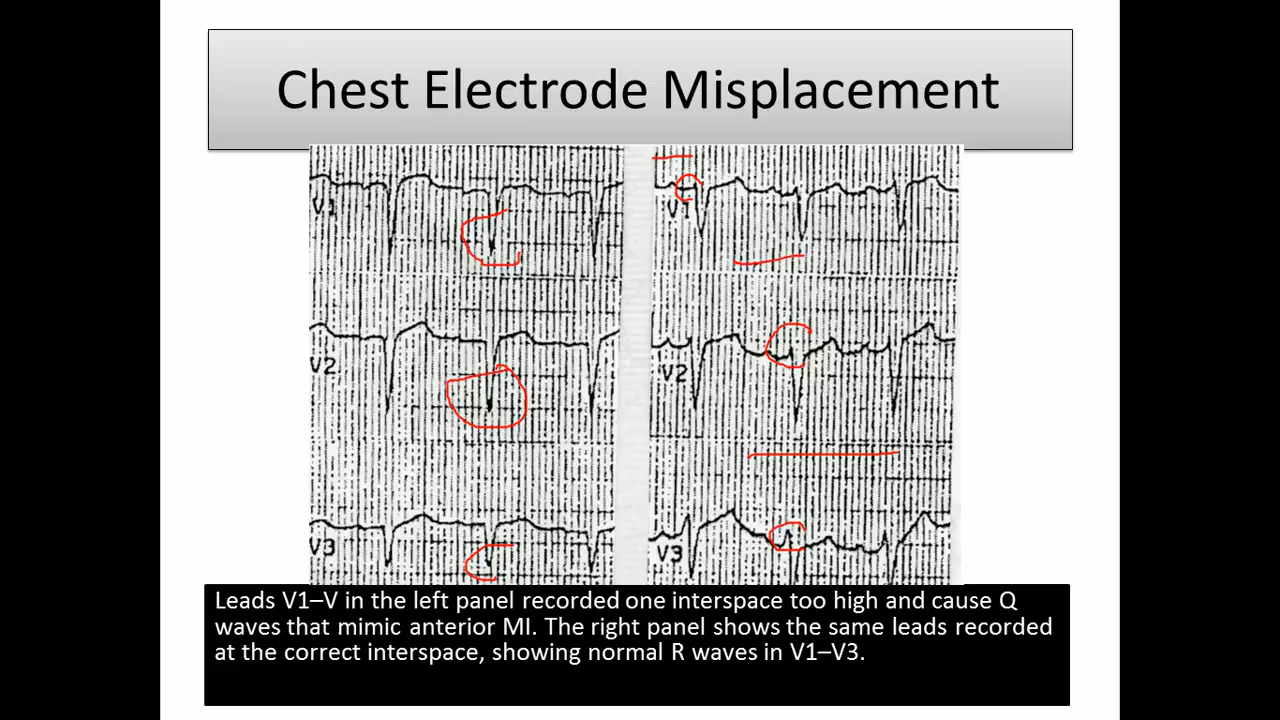 Chest Electrode Misplacement
V1
V1
V2
V2
V3
V3
Leads V1–V in the left panel recorded one interspace too high and cause Q
waves that mimic anterior MI. The right panel shows the same leads recorded
at the correct interspace, showing normal R waves in V1–V3.